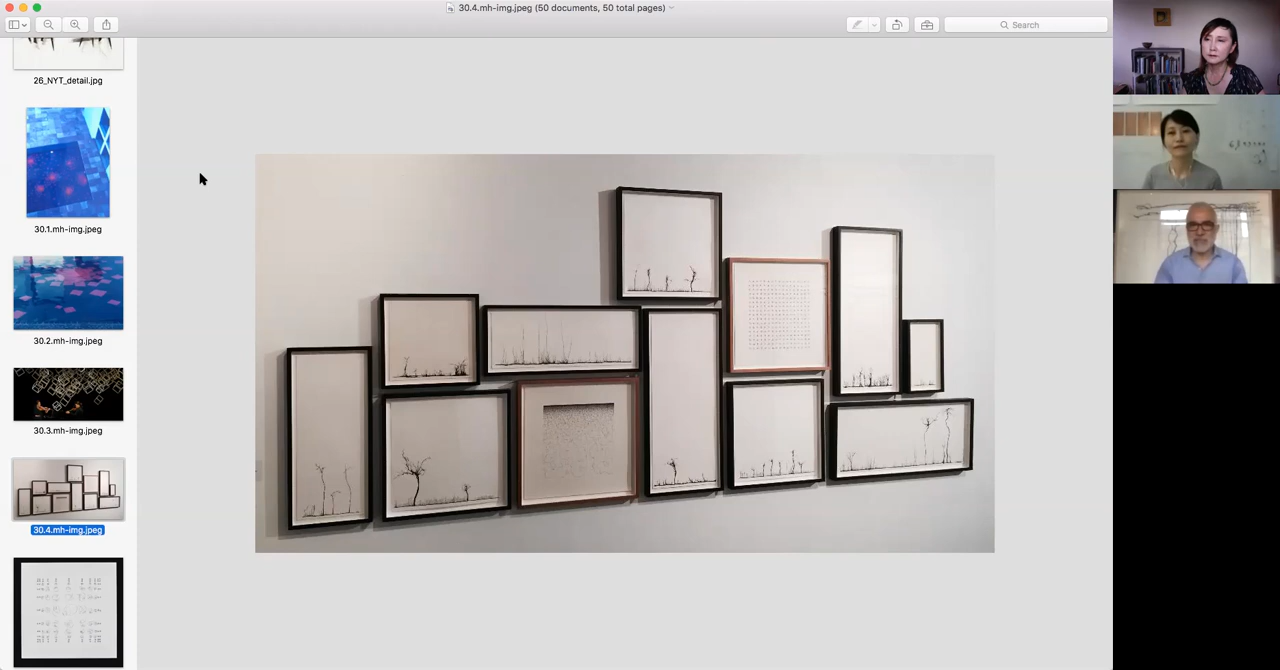 30.4.mh-img.jpeg (50 documents, 50 total pages)
Search
26_NYT_detail.jpg
30.1.mh-img.jpeg
30.2.mh-img.jpeg
30.3.mh-img.jpeg
30.4.mh-img.jpeg